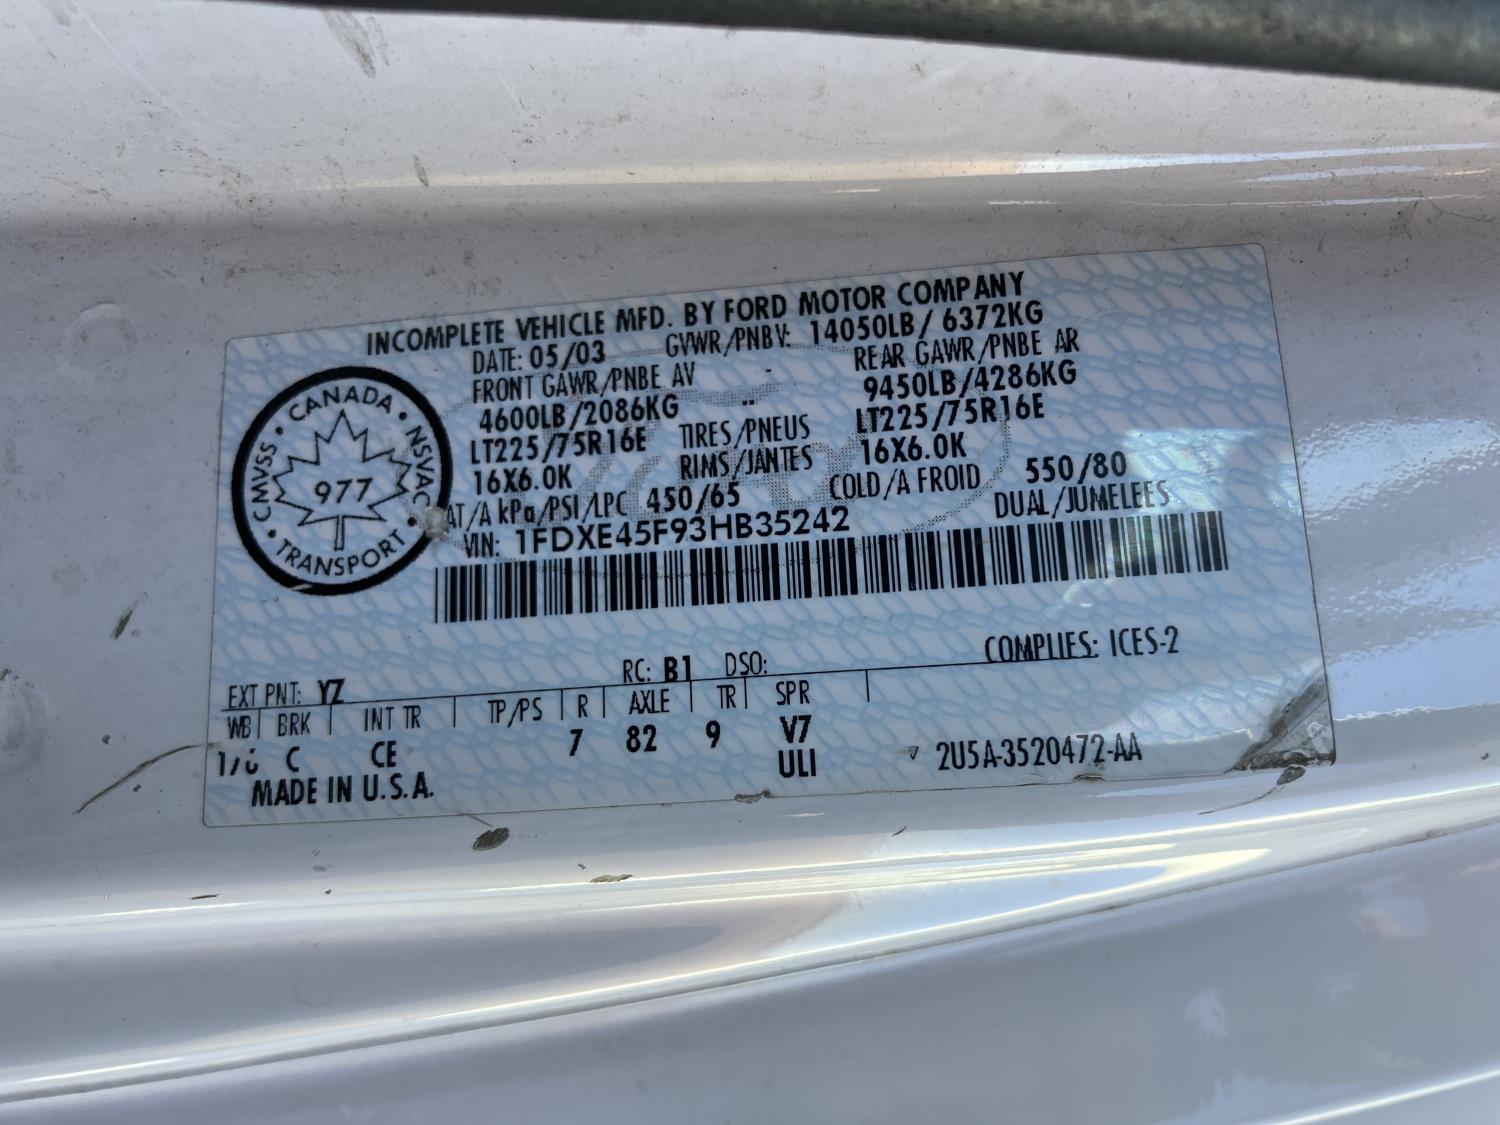 INCOMPLETE VEHICLE MFD. BY FORD MOTOR COMPANY
DATE: 05/03 GVWR/PNBV: 14050LB/ 6372KG
FRONT GAWR/PNBE AV REAR GAWR/PNBE AR
4600LB/2086KG 9450LB/4286KG
LT225/75R16E TIRES/PNEUS LT225/75R16E
16X6.0K RIMS/JANTES 16X6.0K
AT/A kPa/PSI/LPC 450/65 COLD/A FROID 550/80
VIN: 1FDXE45F93HB35242 DUAL/JUMELEES
CANADA
CMVSS • NSVAC
977
TRANSPORT
COMPLIES: ICES-2
RC: B1 DSO:
EXT PNT: YZ
WB BRK INT TR TP/PS R AXLE TR SPR
C CE 7 82 9 V7
ULI
MADE IN U.S.A.
2U5A-3520472-AA